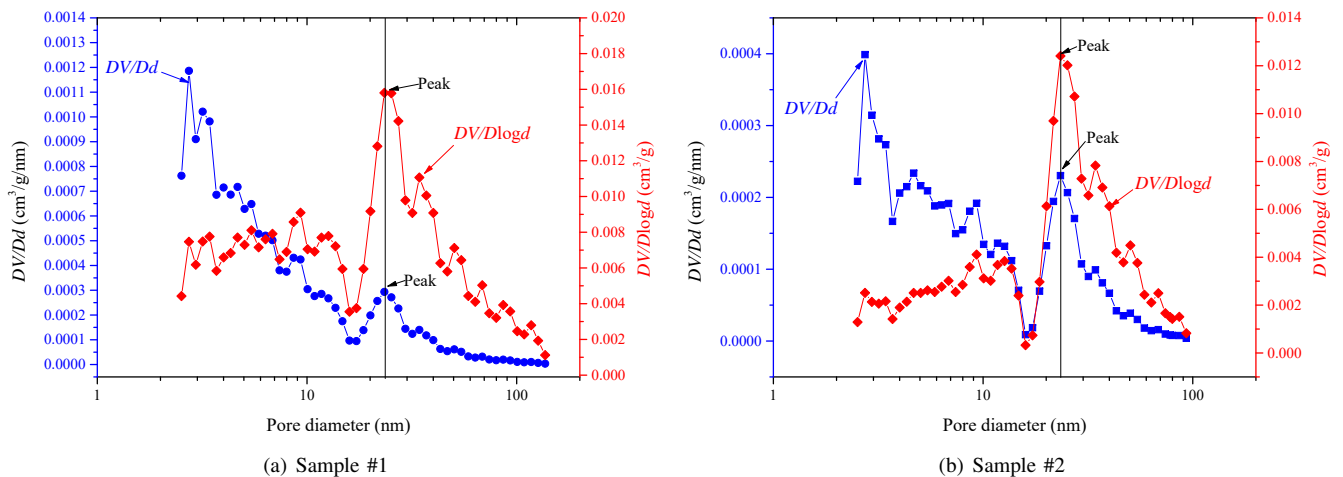 0.0014
0.0013
0.0012
0.0011
0.0010
0.0009
0.0008
0.0007
0.0006
0.0005
0.0004
0.0003
0.0002
0.0001
0.0000
DV/Dd (cm³/g/nm)
DV/Dd
Peak
DV/Dlogd
Peak
0.020
0.018
0.016
0.014
0.012
0.010
0.008
0.006
0.004
0.002
0.000
DV/Dlogd (cm³/g)
1 10 100
Pore diameter (nm)
(a) Sample #1
0.0004
0.0003
0.0002
0.0001
0.0000
DV/Dd (cm³/g/nm)
DV/Dd
Peak
Peak
DV/Dlogd
0.014
0.012
0.010
0.008
0.006
0.004
0.002
0.000
DV/Dlogd (cm³/g)
1 10 100
Pore diameter (nm)
(b) Sample #2